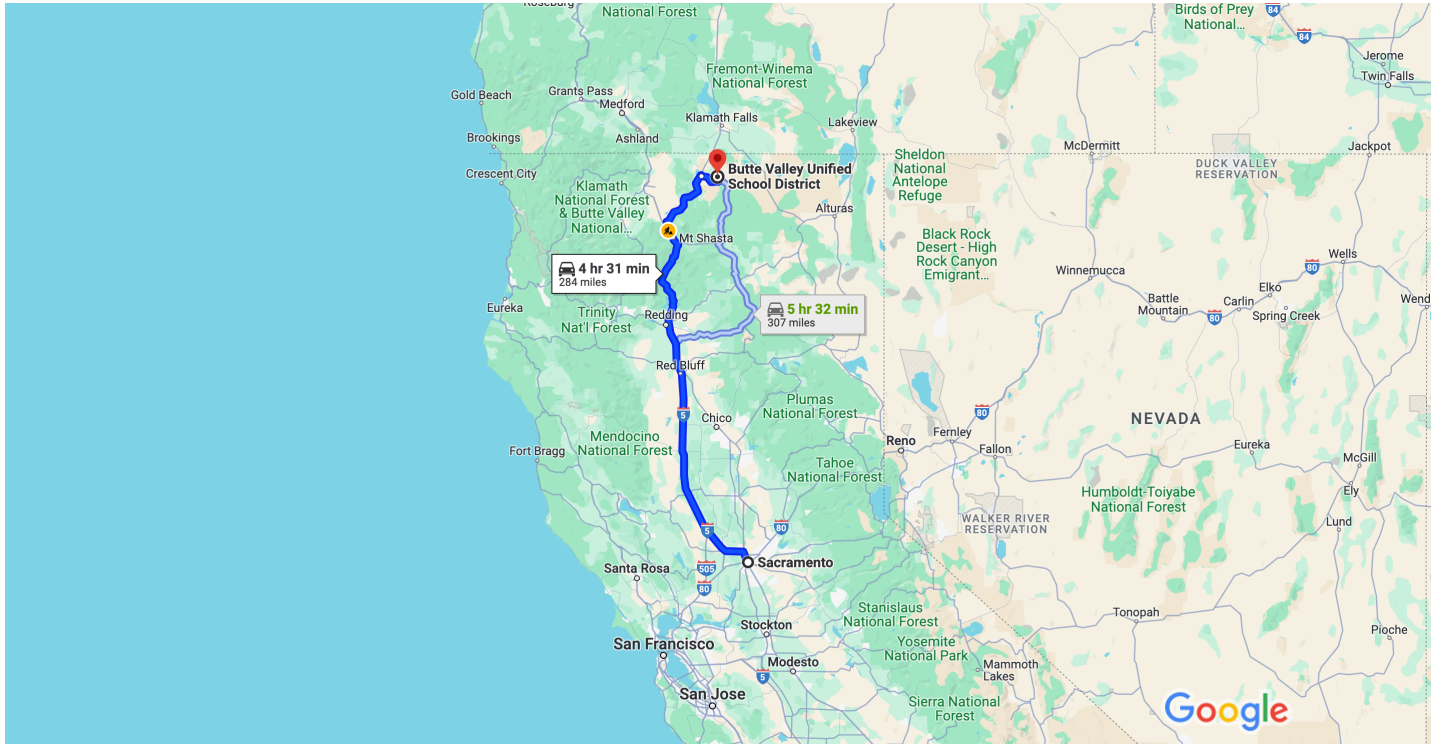 Roseburg
National Forest
Birds of Prey
National...
84
84
Jerome
Twin Falls
Fremont-Winema
National Forest
Gold Beach
Grants Pass
Medford
Klamath Falls
Lakeview
Ashland
Brookings
McDermitt
Jackpot
Crescent City
Butte Valley Unified
School District
Sheldon
National
Antelope
Refuge
DUCK VALLEY
RESERVATION
Klamath
National Forest
& Butte Valley
National...
Alturas
Mt Shasta
Black Rock
Desert - High
Rock Canyon
Emigrant...
4 hr 31 min
284 miles
Wells
80
Winnemucca
Elko
Battle
Mountain
Carlin
80
Spring Creek
Wend
Eureka
Trinity
Nat'l Forest
Redding
5 hr 32 min
307 miles
Red Bluff
Plumas
National Forest
5
Chico
80
NEVADA
Mendocino
National Forest
Fort Bragg
Reno
Fernley
Fallon
Eureka
McGill
Ely
Tahoe
National Forest
Humboldt-Toiyabe
National Forest
WALKER RIVER
RESERVATION
Lund
5
80
Sacramento
Santa Rosa
505
80
Stanislaus
National Forest
Stockton
Tonopah
Pioche
San Francisco
Yosemite
National Park
Modesto
5
Mammoth
Lakes
San Jose
Sierra National
Forest
Google